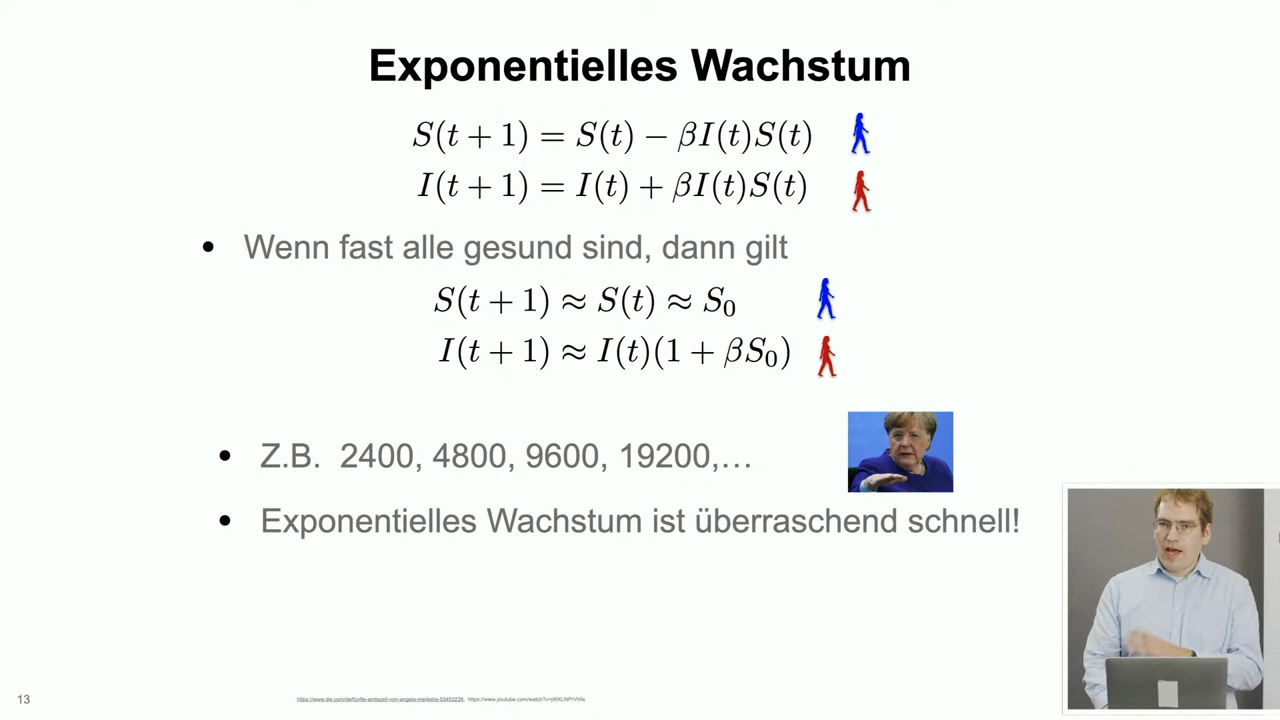 Exponentielles Wachstum
S(t + 1) = S(t) − βI(t)S(t)
I(t + 1) = I(t) + βI(t)S(t)
• Wenn fast alle gesund sind, dann gilt
S(t + 1) ≈ S(t) ≈ S₀
I(t + 1) ≈ I(t)(1 + βS₀)
• Z.B. 2400, 4800, 9600, 19200,…
• Exponentielles Wachstum ist überraschend schnell!
13